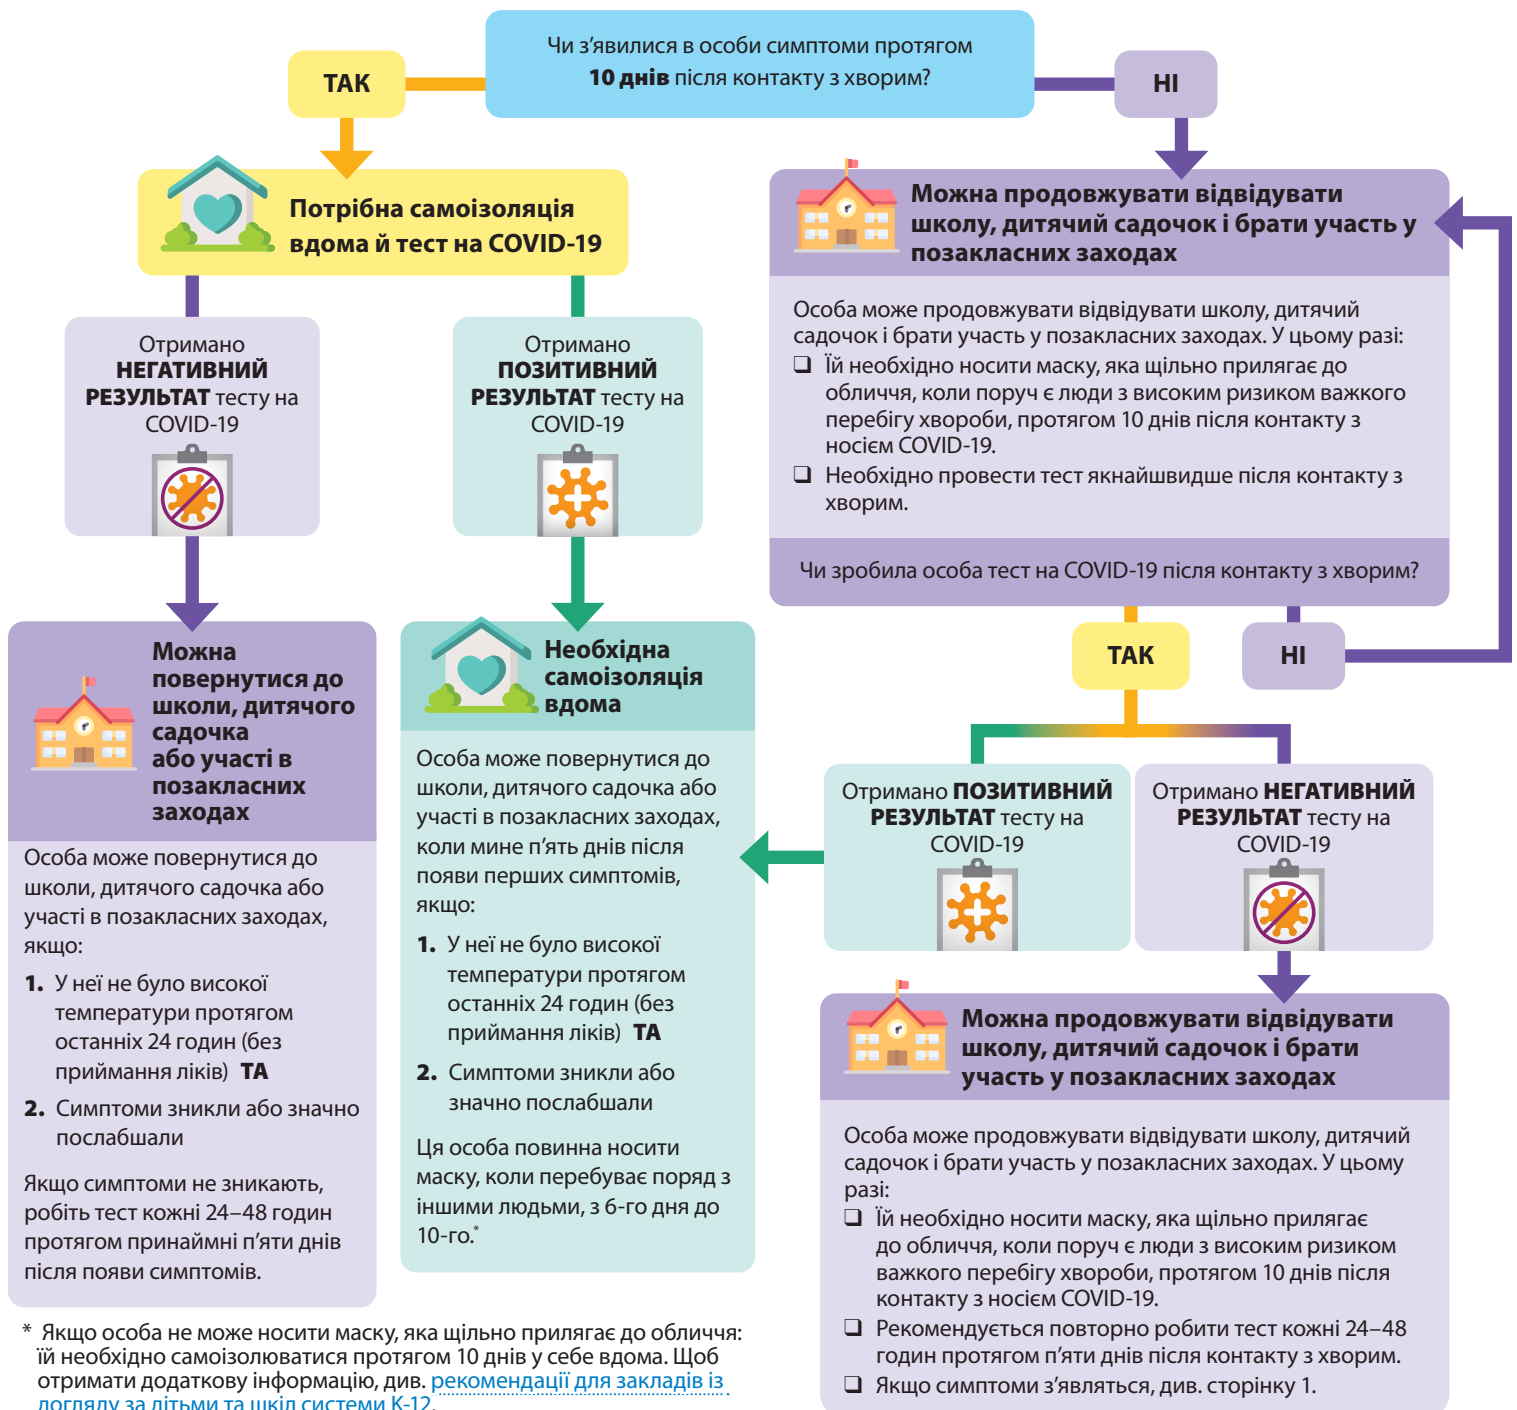 Чи з'явилися в особи симптоми протягом
10 днів після контакту з хворим?
ТАК
НІ
Потрібна самоізоляція
вдома й тест на COVID-19
Отримано
НЕГАТИВНИЙ
РЕЗУЛЬТАТ тесту на
COVID-19
Отримано
ПОЗИТИВНИЙ
РЕЗУЛЬТАТ тесту на
COVID-19
Можна
повернутися до
школи, дитячого
садочка
або участі в
позакласних
заходах
Особа може повернутися до
школи, дитячого садочка або
участі в позакласних заходах,
якщо:
1. У неї не було високої
температури протягом
останніх 24 годин (без
приймання ліків) ТА
2. Симптоми зникли або значно
послабшали
Якщо симптоми не зникають,
робіть тест кожні 24–48 годин
протягом принаймні п'яти днів
після появи симптомів.
Необхідна
самоізоляція
вдома
Особа може повернутися до
школи, дитячого садочка або
участі в позакласних заходах,
коли мине п'ять днів після
появи перших симптомів,
якщо:
1. У неї не було високої
температури протягом
останніх 24 годин (без
приймання ліків) ТА
2. Симптоми зникли або
значно послабшали
Ця особа повинна носити
маску, коли перебуває поряд з
іншими людьми, з 6-го дня до
10-го.*
Можна продовжувати відвідувати
школу, дитячий садочок і брати участь у
позакласних заходах
Особа може продовжувати відвідувати школу, дитячий
садочок і брати участь у позакласних заходах. У цьому разі:
❑ Їй необхідно носити маску, яка щільно прилягає до
обличчя, коли поруч є люди з високим ризиком важкого
перебігу хвороби, протягом 10 днів після контакту з
носієм COVID-19.
❑ Необхідно провести тест якнайшвидше після контакту з
хворим.
Чи зробила особа тест на COVID-19 після контакту з хворим?
ТАК
НІ
Отримано ПОЗИТИВНИЙ
РЕЗУЛЬТАТ тесту на
COVID-19
Отримано НЕГАТИВНИЙ
РЕЗУЛЬТАТ тесту на
COVID-19
Можна продовжувати відвідувати
школу, дитячий садочок і брати
участь у позакласних заходах
Особа може продовжувати відвідувати школу, дитячий
садочок і брати участь у позакласних заходах. У цьому
разі:
❑ Їй необхідно носити маску, яка щільно прилягає
до обличчя, коли поруч є люди з високим ризиком
важкого перебігу хвороби, протягом 10 днів після
контакту з носієм COVID-19.
❑ Рекомендується повторно робити тест кожні 24–48
годин протягом п'яти днів після контакту з хворим.
❑ Якщо симптоми з'являться, див. сторінку 1.
* Якщо особа не може носити маску, яка щільно прилягає до обличчя:
їй необхідно самоізолюватися протягом 10 днів у себе вдома. Щоб
отримати додаткову інформацію, див. рекомендації для закладів із
догляду за дітьми та шкіл системи K-12.